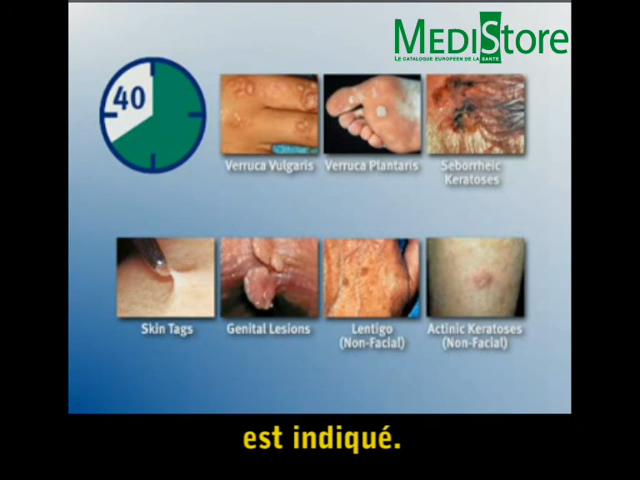 MEDISTORE
LE CATALOGUE EUROPEEN DE LA SANTE
40
Verruca Vulgaris
Verruca Plantaris
Seborrheic
Keratoses
Skin Tags
Genital Lesions
Lentigo
(Non-Facial)
Actinic Keratoses
(Non-Facial)
est indiqué.